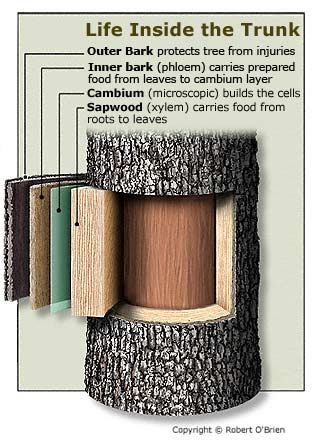 Life Inside the Trunk
Outer Bark protects tree from injuries
Inner bark (phloem) carries prepared
food from leaves to cambium layer
Cambium (microscopic) builds the cells
Sapwood (xylem) carries food from
roots to leaves
Copyright © Robert O'Brien